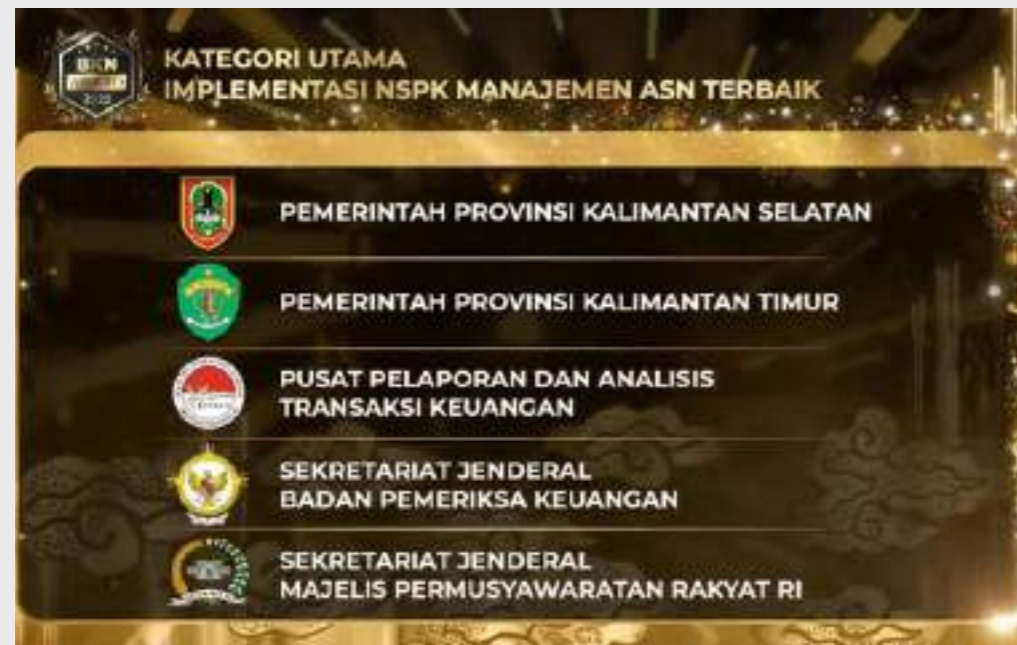 BKN
KATEGORI UTAMA
IMPLEMENTASI NSPK MANAJEMEN ASN TERBAIK
PEMERINTAH PROVINSI KALIMANTAN SELATAN
PEMERINTAH PROVINSI KALIMANTAN TIMUR
PUSAT PELAPORAN DAN ANALISIS
TRANSAKSI KEUANGAN
SEKRETARIAT JENDERAL
BADAN PEMERIKSA KEUANGAN
SEKRETARIAT JENDERAL
MAJELIS PERMUSYAWARATAN RAKYAT RI